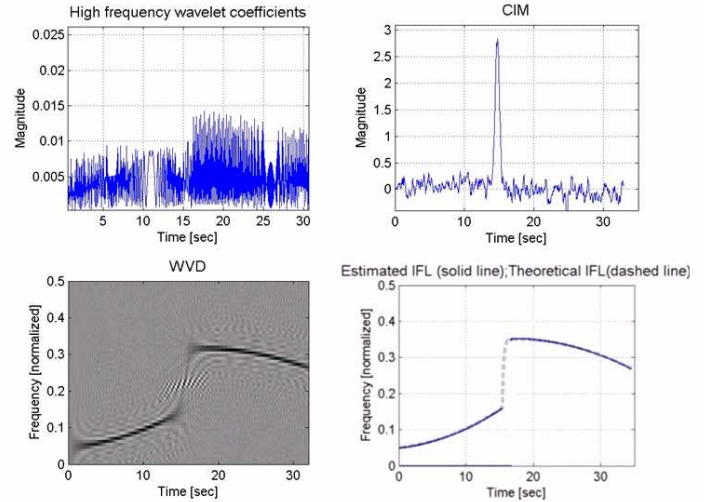 High frequency wavelet coefficients
0.025
0.02
0.015
0.01
0.005
Magnitude
5 10 15 20 25 30
Time [sec]
CIM
3
2.5
2
1.5
1
0.5
0
Magnitude
0 10 20 30
Time [sec]
WVD
0.5
0.4
0.3
0.2
0.1
0
Frequency [normalized]
0 10 20 30
Time [sec]
Estimated IFL (solid line);Theoretical IFL(dashed line)
0.5
0.4
0.3
0.2
0.1
0
Frequency [normalized]
0 10 20 30
Time [sec]